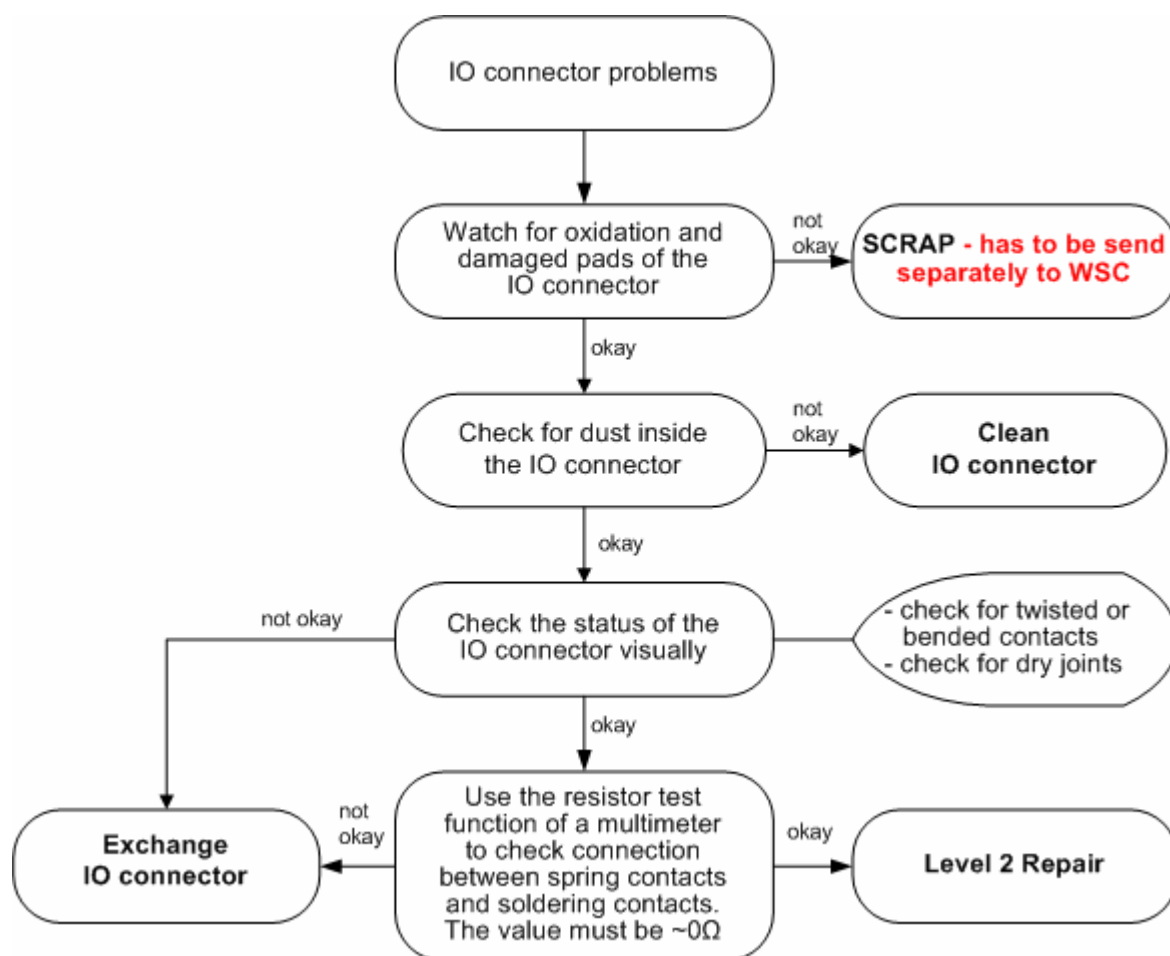 IO connector problems
Watch for oxidation and
damaged pads of the
IO connector
not
okay
SCRAP - has to be send
separately to WSC
okay
Check for dust inside
the IO connector
not
okay
Clean
IO connector
okay
not okay
Check the status of the
IO connector visually
- check for twisted or
bended contacts
- check for dry joints
okay
Exchange
IO connector
not
okay
Use the resistor test
function of a multimeter
to check connection
between spring contacts
and soldering contacts.
The value must be ~0Ω
okay
Level 2 Repair